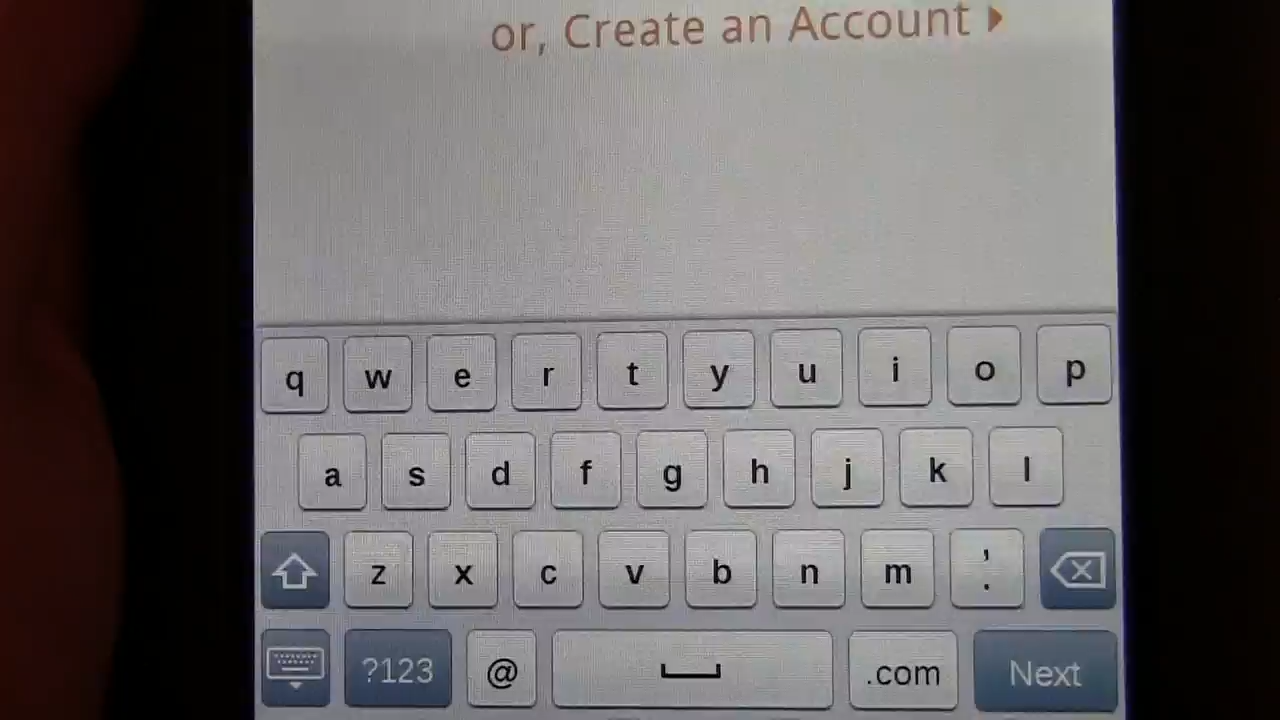 or, Create an Account
q w e r t y u i o p
a s d f g h j k l
z x c v b n m , .
?123 @ .com Next